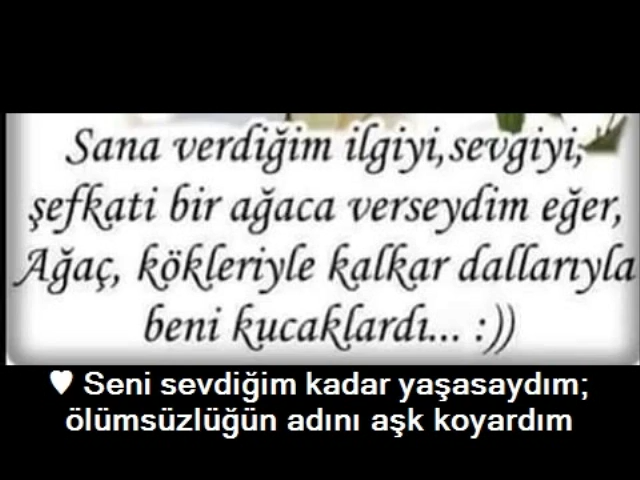 Sana verdiğim ilgiyi,sevgiyi,
şefkati bir ağaca verseydim eğer,
Ağaç, kökleriyle kalkar dallarıyla
beni kucaklardı... :))
♥ Seni sevdiğim kadar yaşasaydım;
ölümsüzlüğün adını aşk koyardım